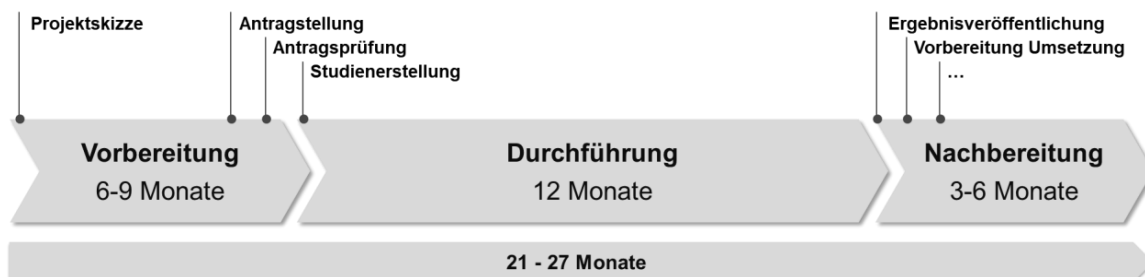 Projektskizze
Antragstellung
Antragsprüfung
Studienerstellung
Ergebnisveröffentlichung
Vorbereitung Umsetzung
...
Vorbereitung
6-9 Monate
Durchführung
12 Monate
Nachbereitung
3-6 Monate
21 - 27 Monate